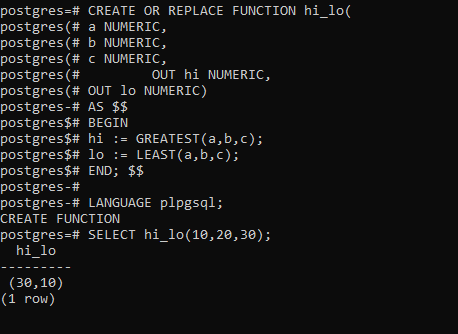 postgres=# CREATE OR REPLACE FUNCTION hi_lo(
postgres(# a NUMERIC,
postgres(# b NUMERIC,
postgres(# c NUMERIC,
postgres(#         OUT hi NUMERIC,
postgres(# OUT lo NUMERIC)
postgres-# AS $$
postgres$# BEGIN
postgres$# hi := GREATEST(a,b,c);
postgres$# lo := LEAST(a,b,c);
postgres$# END; $$
postgres-#
postgres-# LANGUAGE plpgsql;
CREATE FUNCTION
postgres=# SELECT hi_lo(10,20,30);
  hi_lo
---------
 (30,10)
(1 row)